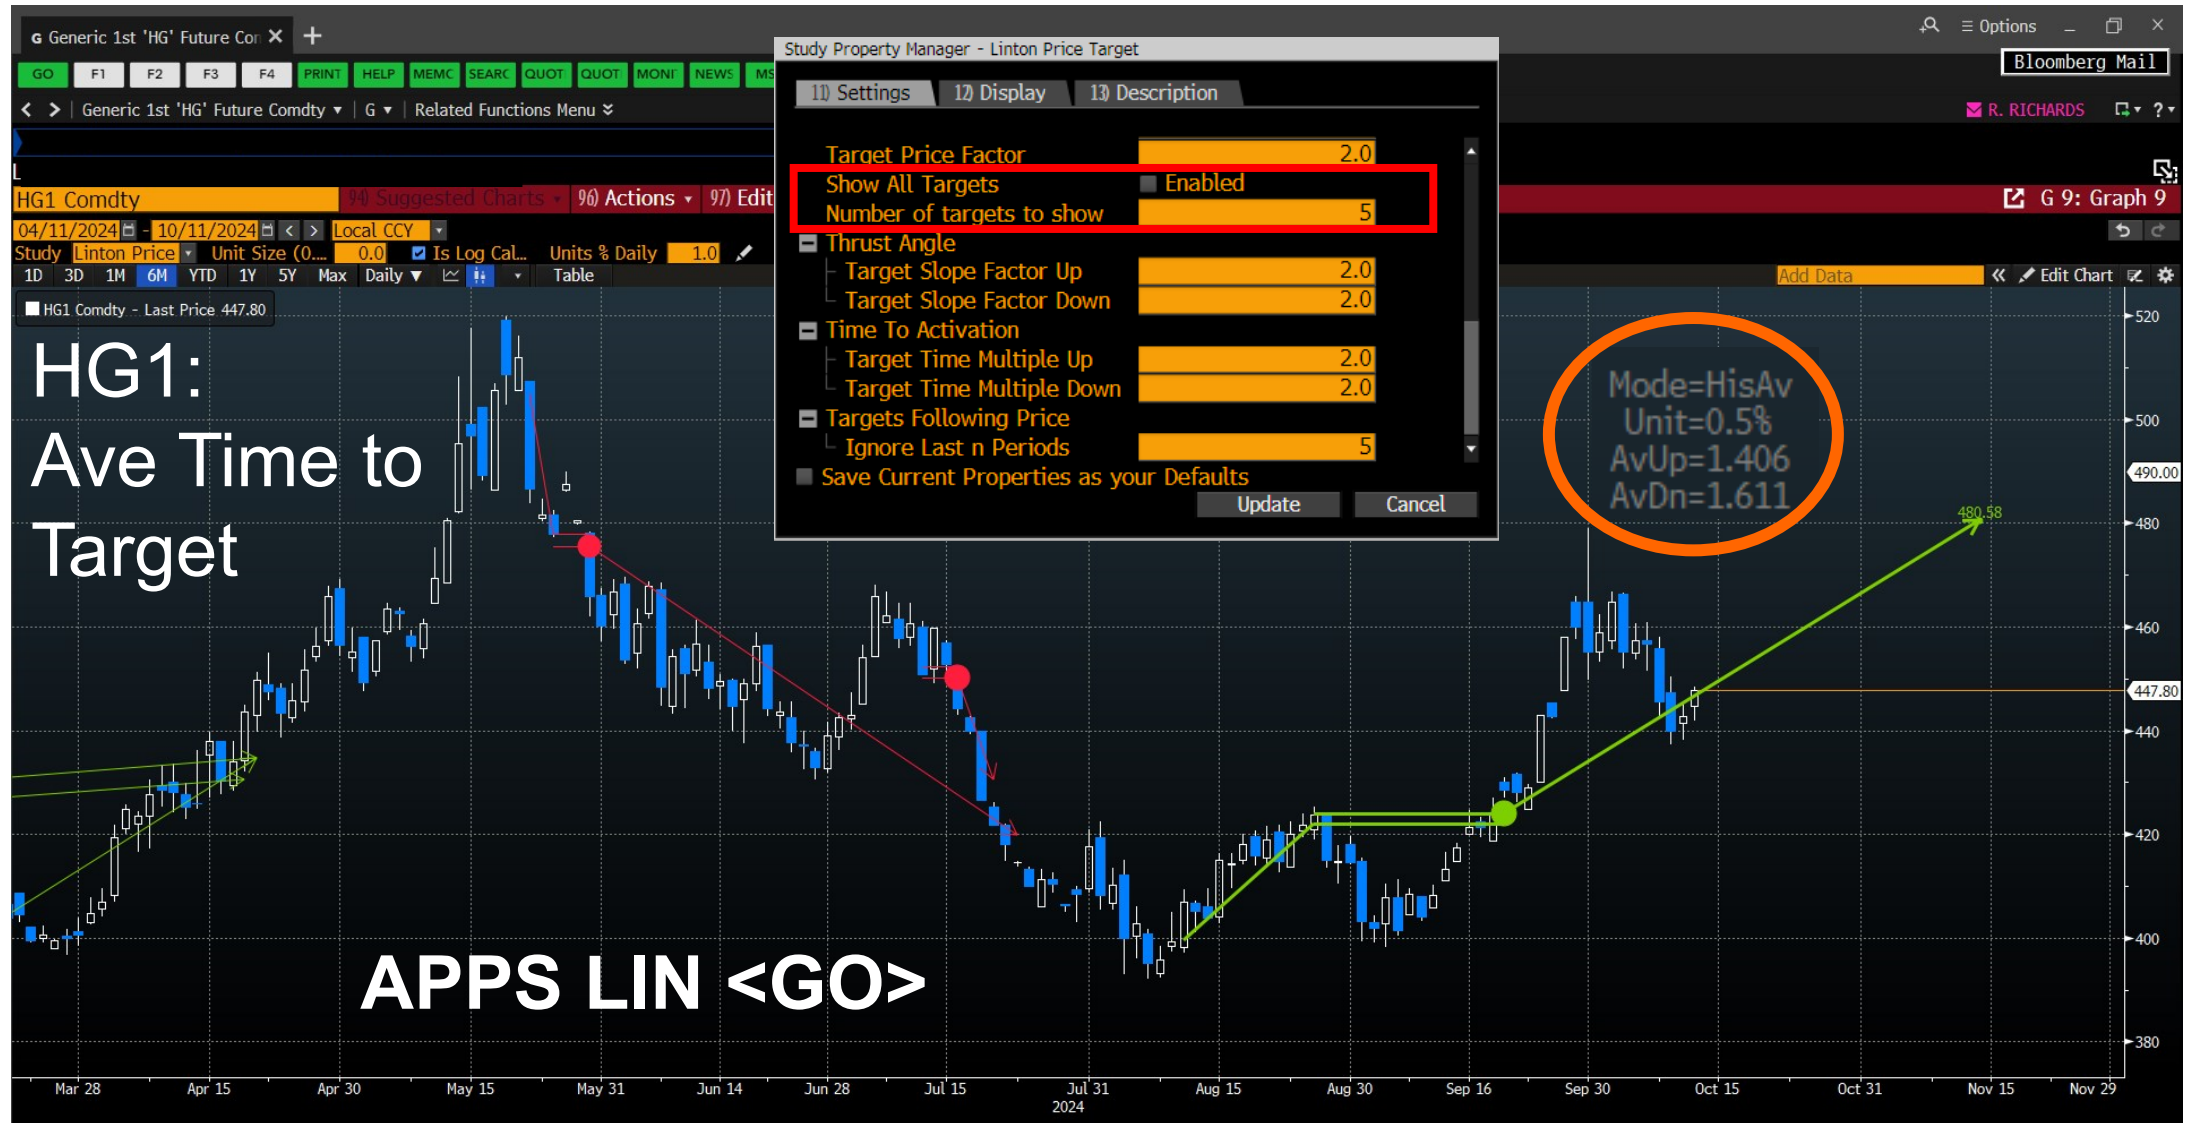 G Generic 1st 'HG' Future Con
Options
GO F1 F2 F3 F4 PRINT HELP MEMC SEARC QUOT QUOT MONI NEWS MS
Bloomberg Mail
Generic 1st 'HG' Future Comdty G Related Functions Menu
R. RICHARDS ?
L
HG1 Comdty 94) Suggested Charts 96) Actions 97) Edit
G 9: Graph 9
04/11/2024 - 10/11/2024 Local CCY
Study Linton Price Unit Size (0.... 0.0 Is Log Cal... Units % Daily 1.0
1D 3D 1M 6M YTD 1Y 5Y Max Daily Table
Add Data Edit Chart
HG1 Comdty - Last Price 447.80
HG1:
Ave Time to
Target
Study Property Manager - Linton Price Target
11) Settings 12) Display 13) Description
Target Price Factor 2.0
Show All Targets Enabled
Number of targets to show 5
Thrust Angle
Target Slope Factor Up 2.0
Target Slope Factor Down 2.0
Time To Activation
Target Time Multiple Up 2.0
Target Time Multiple Down 2.0
Targets Following Price
Ignore Last n Periods 5
Save Current Properties as your Defaults
Update Cancel
Mode=HisAv
Unit=0.5%
AvUp=1.406
AvDn=1.611
480.58
520
500
490.00
480
460
447.80
440
420
400
380
APPS LIN <GO>
Mar 28 Apr 15 Apr 30 May 15 May 31 Jun 14 Jun 28 Jul 15 Jul 31 Aug 15 Aug 30 Sep 16 Sep 30 Oct 15 Oct 31 Nov 15 Nov 29
2024